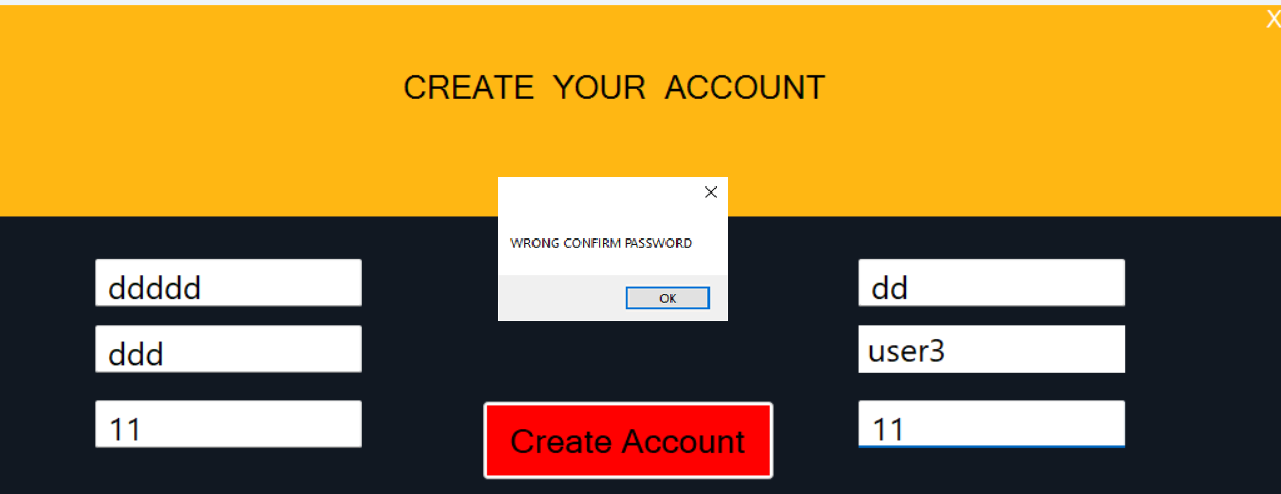 X
CREATE YOUR ACCOUNT
WRONG CONFIRM PASSWORD
OK
ddddd
dd
ddd
user3
11
Create Account
11